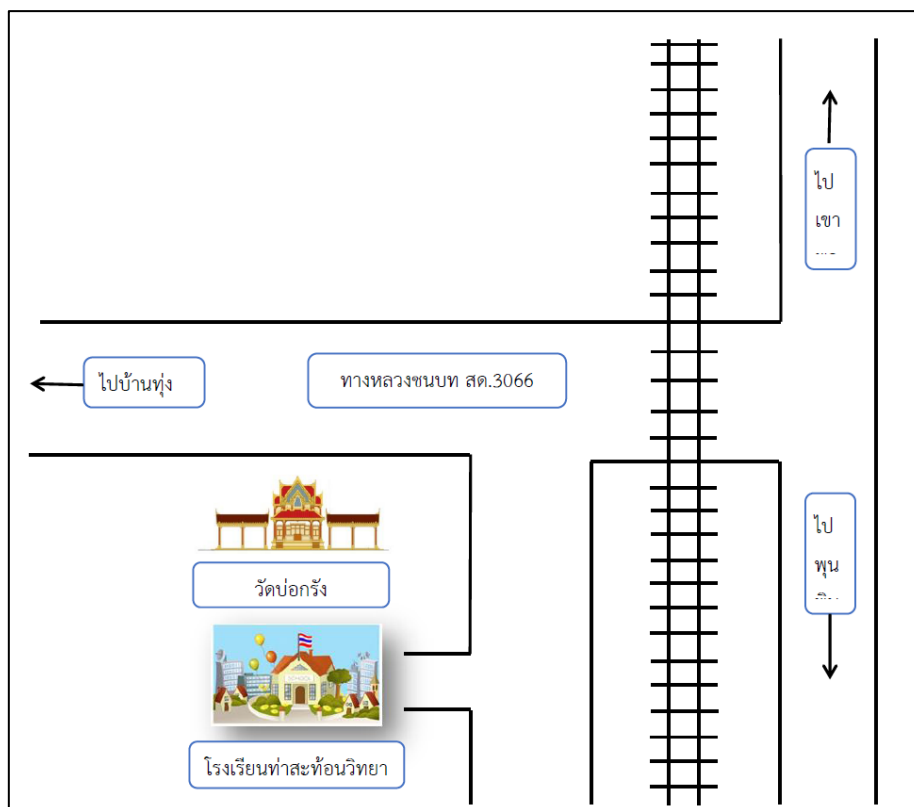 ไป
เขา
ไปบ้านทุ่ง
ทางหลวงชนบท สด.3066
วัดบ่อกรัง
ไป
พุน
SCHOOL
โรงเรียนท่าสะท้อนวิทยา